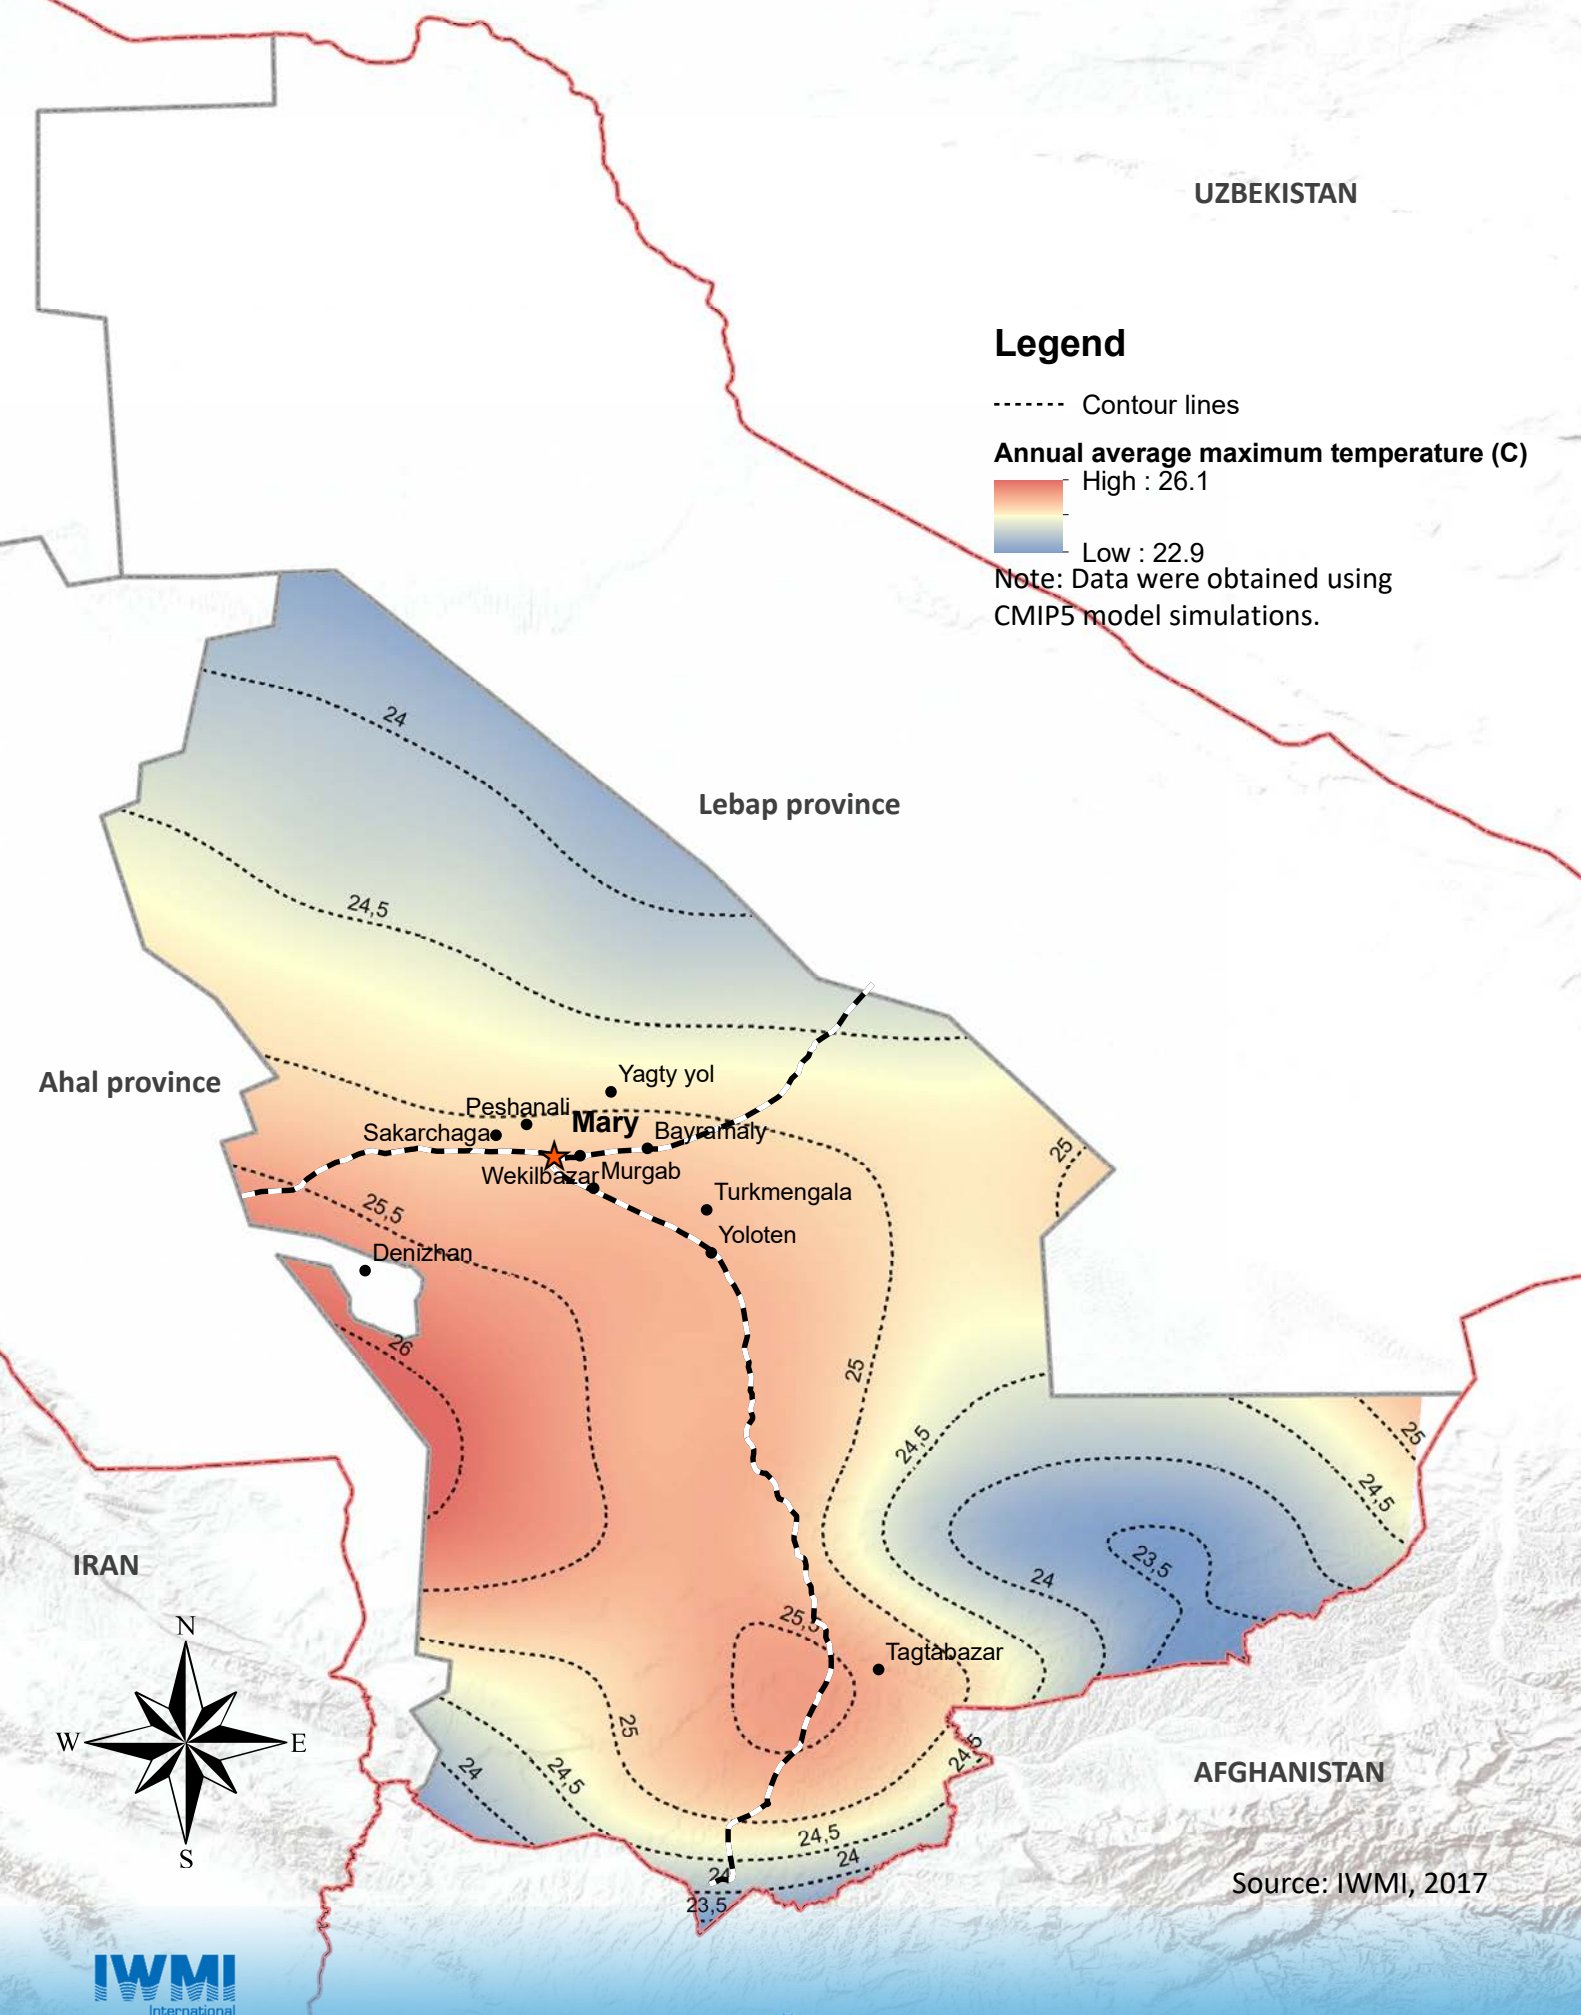 UZBEKISTAN
Legend
Contour lines
Annual average maximum temperature (C)
High : 26.1
Low : 22.9
Note: Data were obtained using
CMIP5 model simulations.
24
Lebap province
24,5
Ahal province
Yagty yol
Peshanali
Mary
Sakarchaga
Bayramaly
25
Wekilbazar
Murgab
Turkmengala
25,5
Yoloten
Denizhan
26
25
25
24,5
24,5
IRAN
23,5
24
N
25,5
Tagtabazar
W
E
25
24,5
24
24,5
AFGHANISTAN
24,5
24
S
24
Source: IWMI, 2017
23,5
IWMI
International